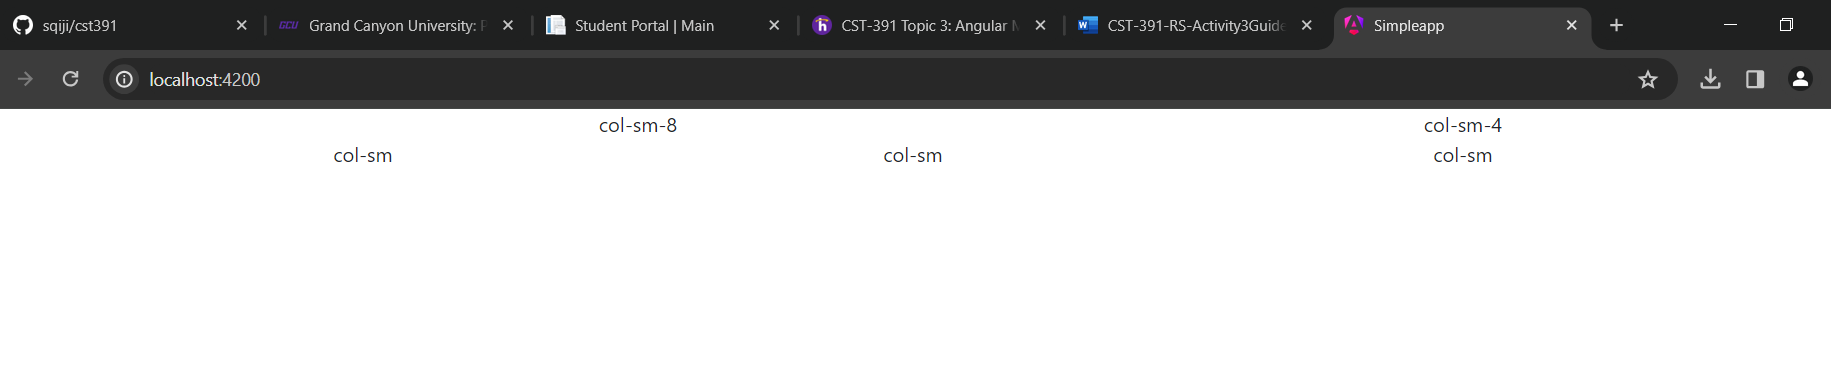 sqiji/cst391
GCU Grand Canyon University:
Student Portal | Main
CST-391 Topic 3: Angular
CST-391-RS-Activity3Guide
Simpleapp
localhost:4200
col-sm-8 col-sm-4
col-sm col-sm col-sm